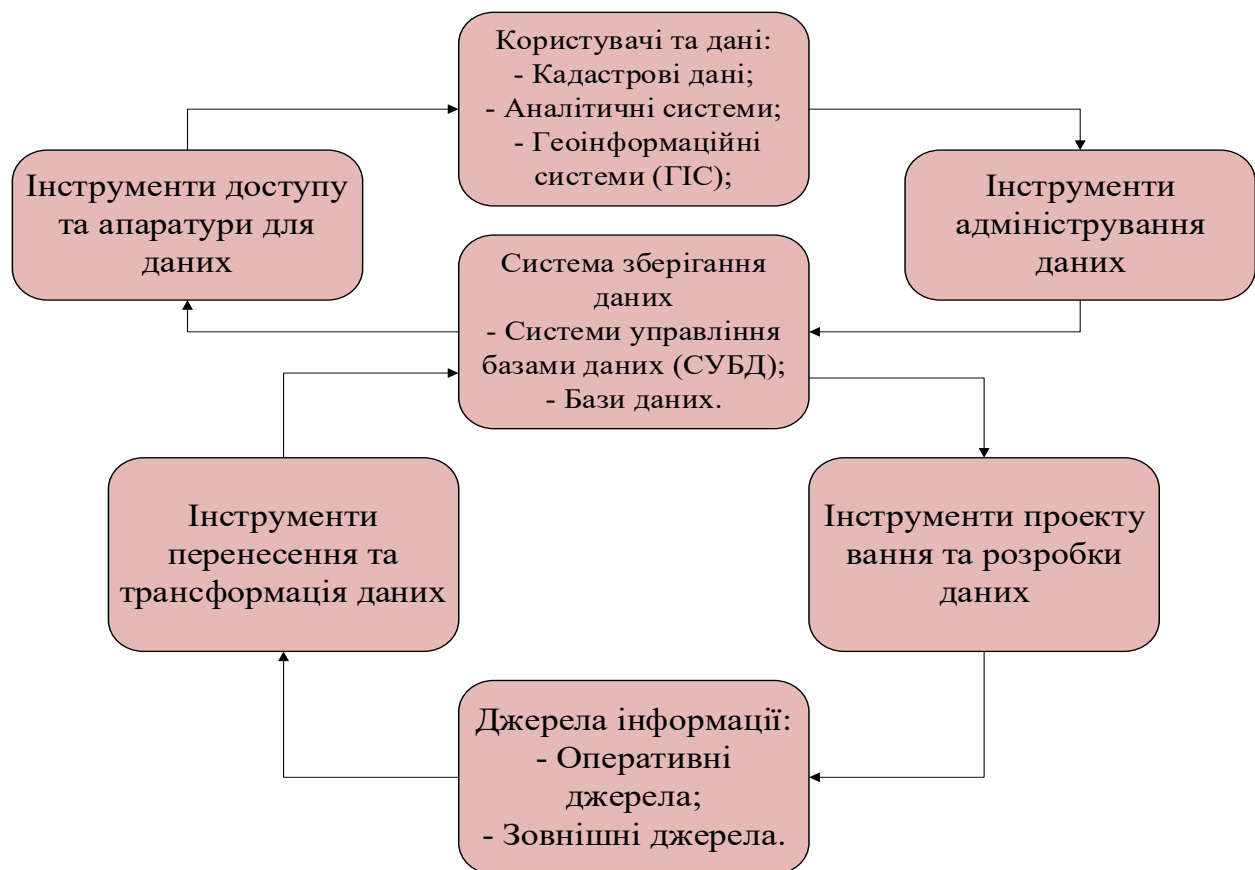 Користувачі та дані:
- Кадастрові дані;
- Аналітичні системи;
- Геоінформаційні
системи (ГІС);
Інструменти доступу
та апаратури для
даних
Інструменти
адміністрування
даних
Система зберігання
даних
- Системи управління
базами даних (СУБД);
- Бази даних.
Інструменти
перенесення та
трансформація даних
Інструменти проекту
вання та розробки
даних
Джерела інформації:
- Оперативні
джерела;
- Зовнішні джерела.